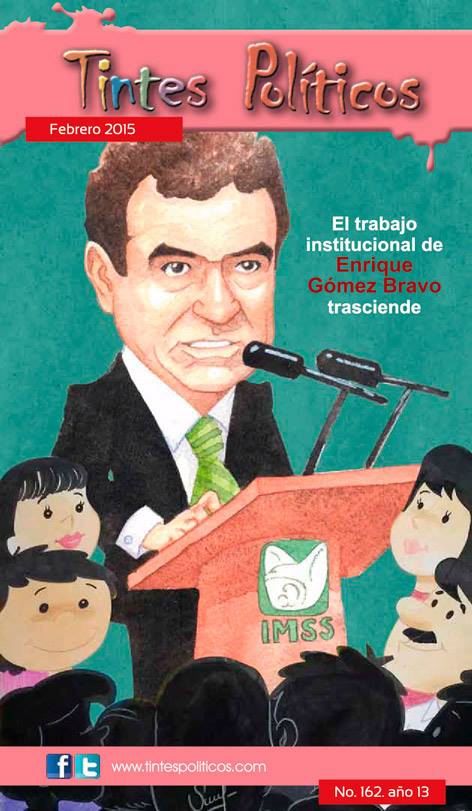 Tintes Políticos
Febrero 2015
El trabajo
institucional de
Enrique
Gómez Bravo
trasciende
IMSS
www.tintespoliticos.com
No. 162. año 13